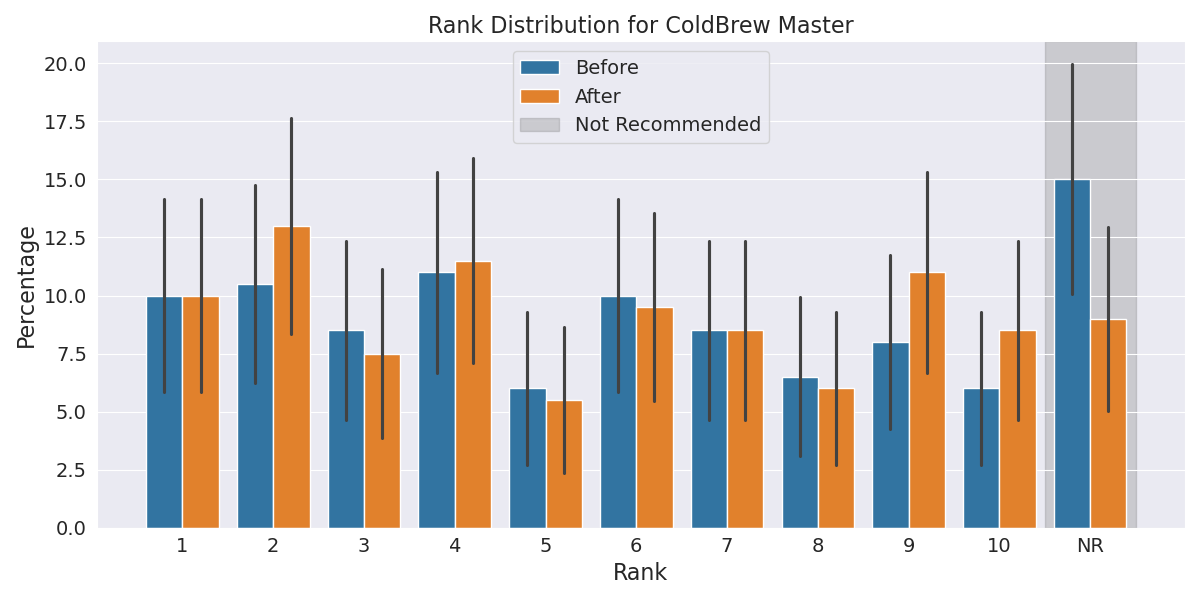 Rank Distribution for ColdBrew Master
Before
After
Not Recommended
Percentage
20.0
17.5
15.0
12.5
10.0
7.5
5.0
2.5
0.0
1 2 3 4 5 6 7 8 9 10 NR
Rank